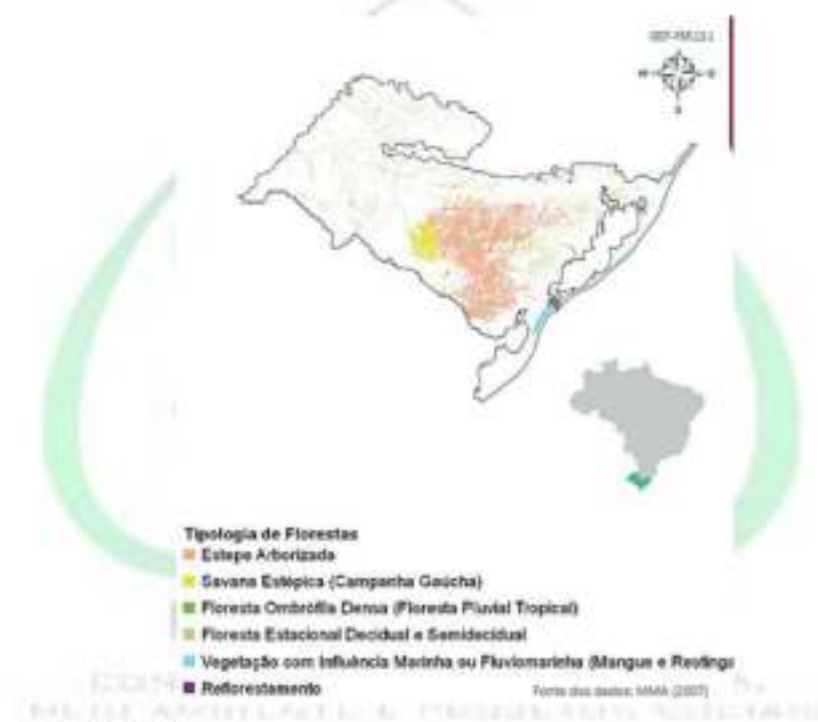 Tipologia de Florestas
Estepe Arborizada
Savana Estépica (Campanha Gaúcha)
Floresta Ombrófila Densa (Floresta Pluvial Tropical)
Floresta Estacional Decidual e Semidecidual
Vegetação com Influência Marinha ou Fluviomarinha (Mangue e Restinga
Reflorestamento
Fonte dos dados: MMA (2007)